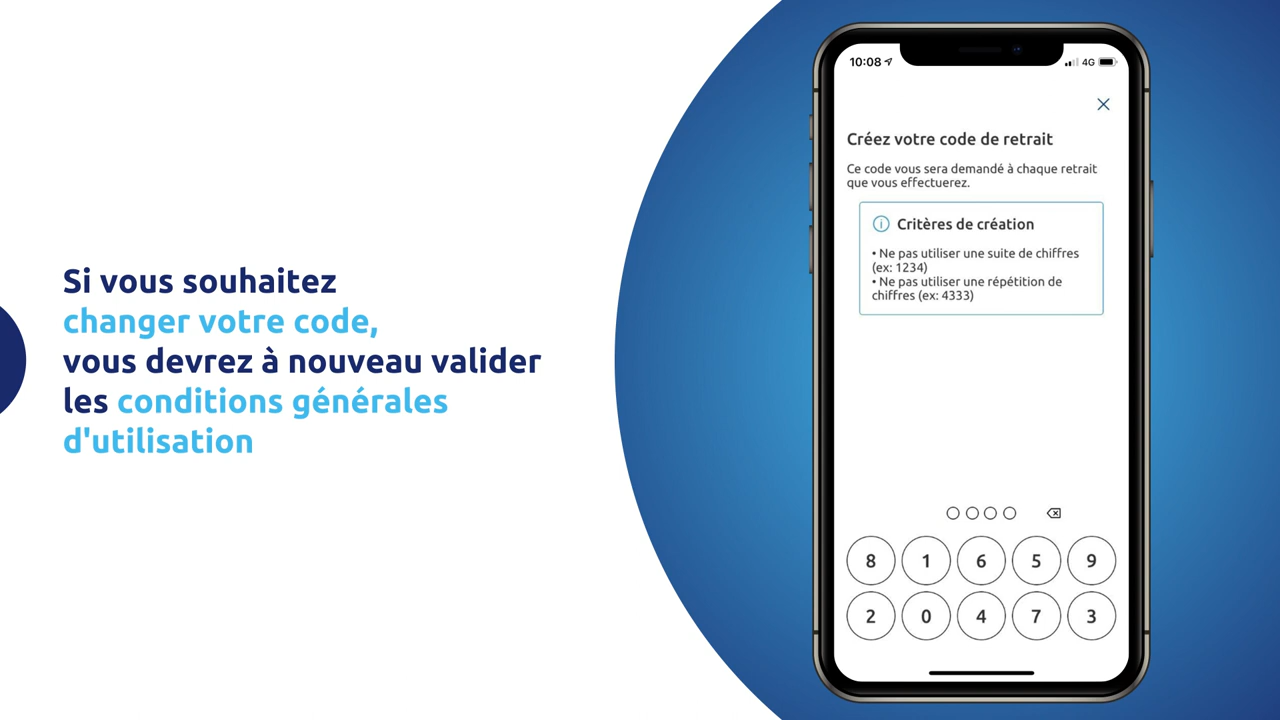 Si vous souhaitez
changer votre code,
vous devrez à nouveau valider
les conditions générales
d'utilisation
10:08
4G
Créez votre code de retrait
Ce code vous sera demandé à chaque retrait
que vous effectuerez.
Critères de création
• Ne pas utiliser une suite de chiffres
(ex: 1234)
• Ne pas utiliser une répétition de
chiffres (ex: 4333)
8 1 6 5 9
2 0 4 7 3